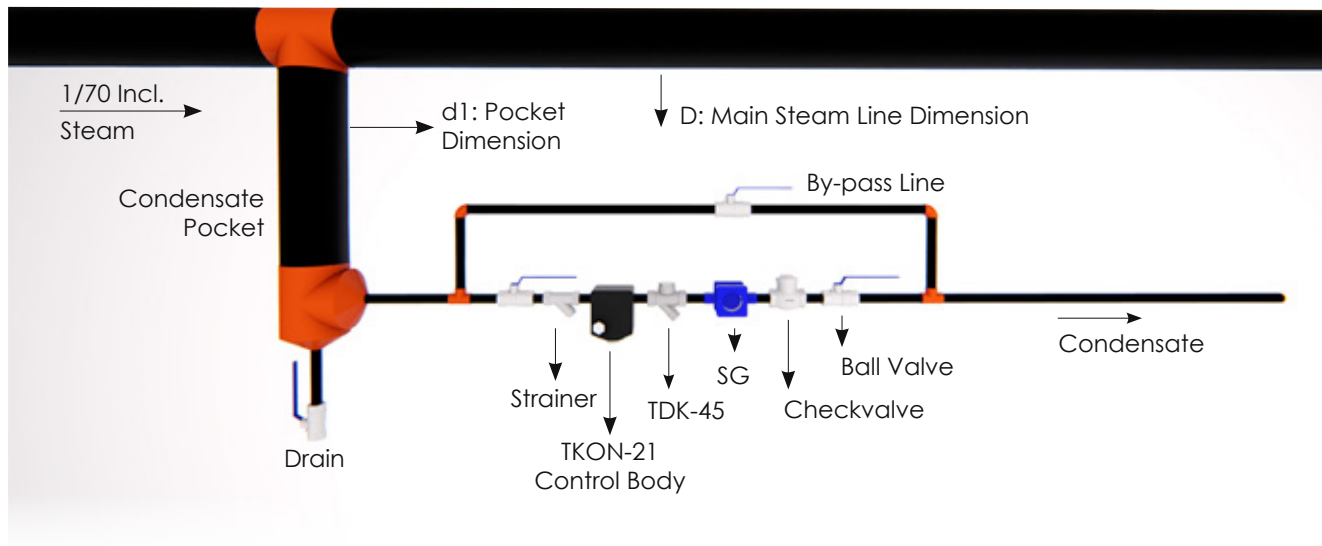 1/70 Incl.
Steam
d1: Pocket
Dimension
D: Main Steam Line Dimension
Condensate
Pocket
By-pass Line
Condensate
Ball Valve
SG
Checkvalve
Strainer
TDK-45
Drain
TKON-21
Control Body